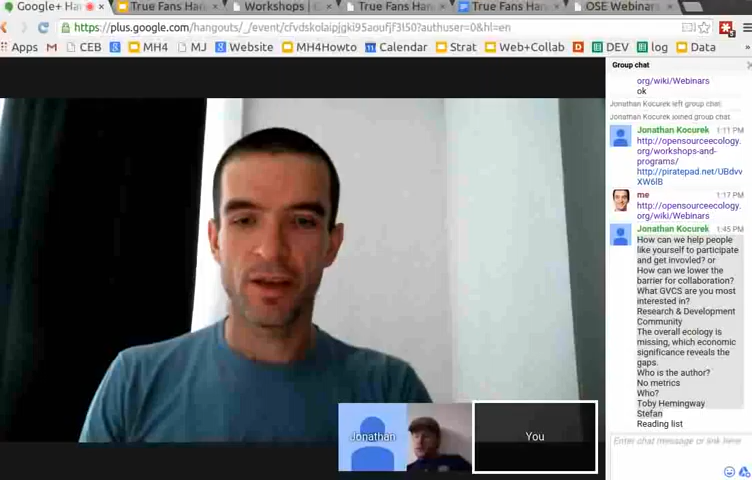 Google+ Han
True Fans Han
Workshops |
True Fans Han
True Fans Han
OSE Webinars
https://plus.google.com/hangouts/_/event/cfvdskolaipjgki95aoufjf3l50?authuser=0&hl=en
Apps
CEB
MH4
MJ
Website
MH4Howto
Calendar
Strat
Web+Collab
DEV
log
Data
Group chat
org/wiki/Webinars
ok
Jonathan Kocurek left group chat.
Jonathan Kocurek joined group chat.
Jonathan Kocurek 1:11 PM
http://opensourceecology.
org/workshops-and-
programs/
http://piratepad.net/UBdvv
XW6lB
me 1:17 PM
http://opensourceecology.
org/wiki/Webinars
Jonathan Kocurek 1:45 PM
How can we help people
like yourself to participate
and get invovled? or
How can we lower the
barrier for collaboration?
What GVCS are you most
interested in?
Research & Development
Community
The overall ecology is
missing, which economic
significance reveals the
gaps.
Who is the author?
No metrics
Who?
Toby Hemingway
Stefan
Reading list
Enter chat message or link here
Jonathan
You